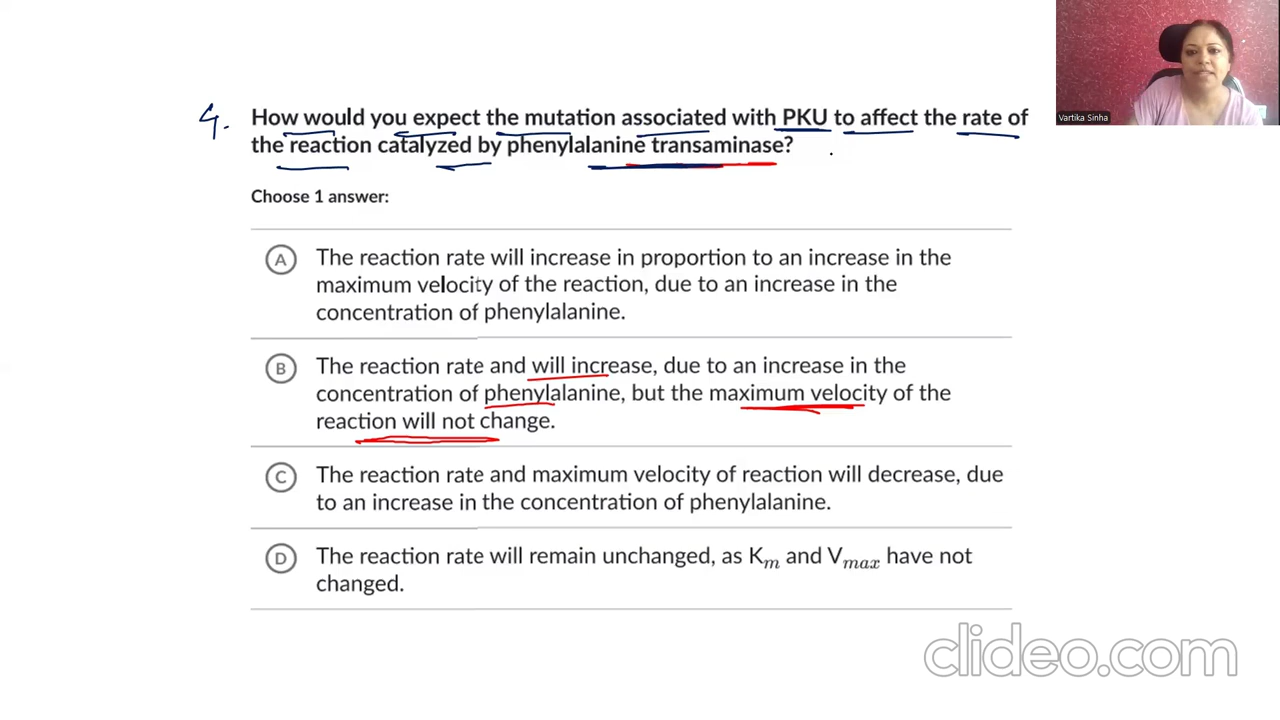 Vartika Sinha
4.
How would you expect the mutation associated with PKU to affect the rate of
the reaction catalyzed by phenylalanine transaminase?
Choose 1 answer:
A
The reaction rate will increase in proportion to an increase in the
maximum velocity of the reaction, due to an increase in the
concentration of phenylalanine.
B
The reaction rate and will increase, due to an increase in the
concentration of phenylalanine, but the maximum velocity of the
reaction will not change.
C
The reaction rate and maximum velocity of reaction will decrease, due
to an increase in the concentration of phenylalanine.
D
The reaction rate will remain unchanged, as Km and Vmax have not
changed.
clideo.com